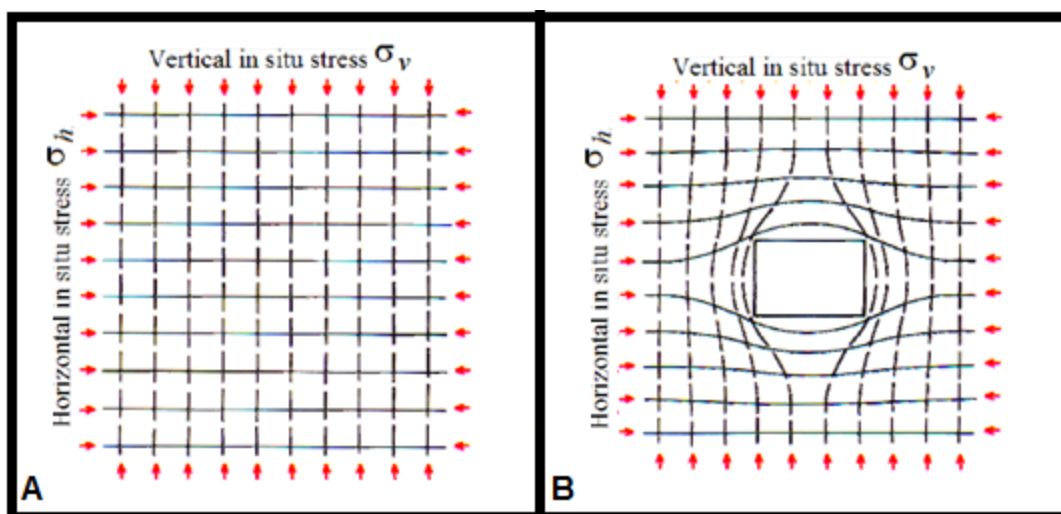 Vertical in situ stress σv
Horizontal in situ stress σh
A
Vertical in situ stress σv
Horizontal in situ stress σh
B